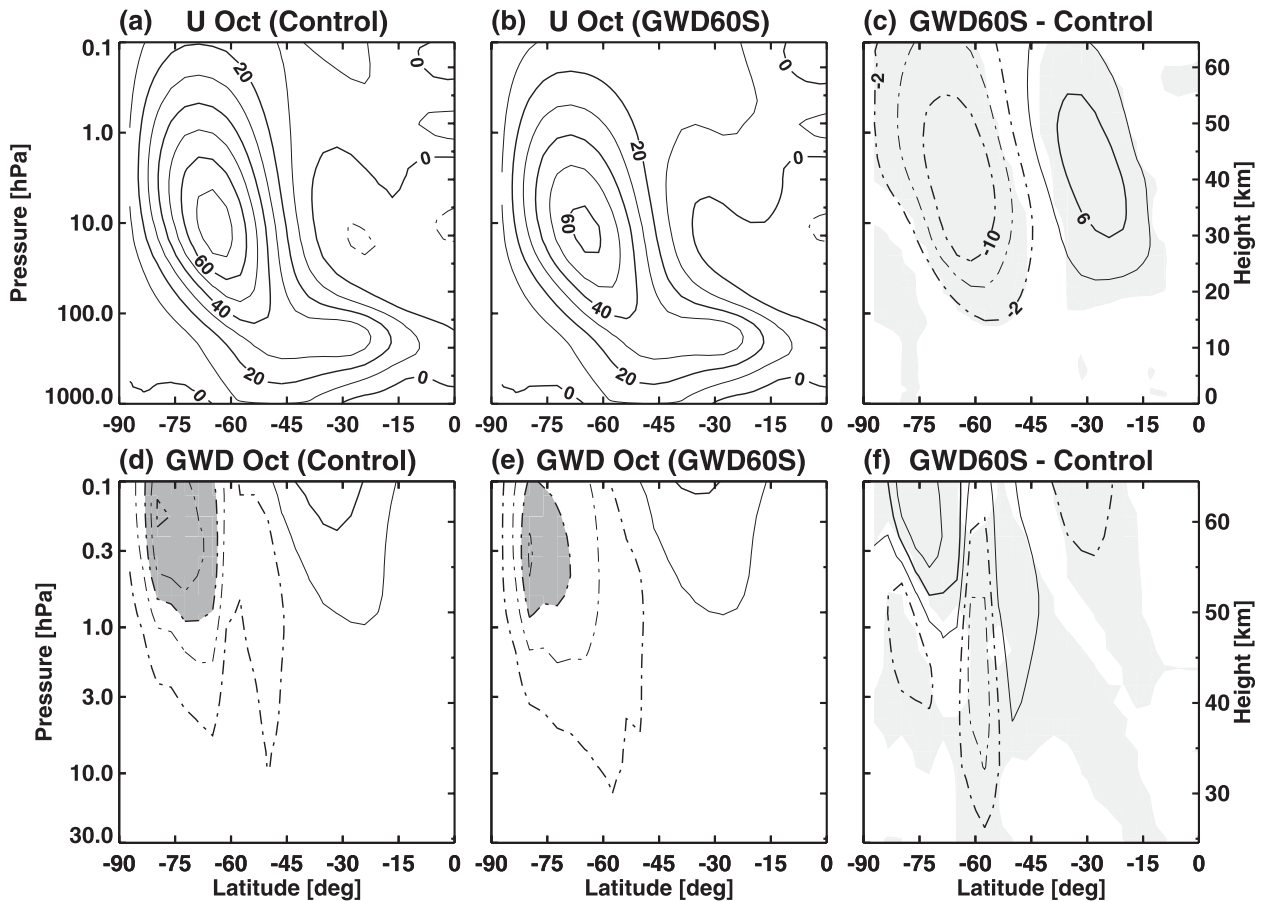 (a) U Oct (Control)
(b) U Oct (GWD60S)
(c) GWD60S - Control
Pressure [hPa]
0.1
1.0
10.0
100.0
1000.0
20
60
40
20
0
0
0
0
-90 -75 -60 -45 -30 -15 0
20
60
40
20
0
0
0
0
-90 -75 -60 -45 -30 -15 0
-2
-10
-2
6
60
50
40
30
20
10
0
Height [km]
-90 -75 -60 -45 -30 -15 0
(d) GWD Oct (Control)
(e) GWD Oct (GWD60S)
(f) GWD60S - Control
Pressure [hPa]
0.1
0.3
1.0
3.0
10.0
30.0
-90 -75 -60 -45 -30 -15 0
Latitude [deg]
-90 -75 -60 -45 -30 -15 0
Latitude [deg]
60
50
40
30
Height [km]
-90 -75 -60 -45 -30 -15 0
Latitude [deg]